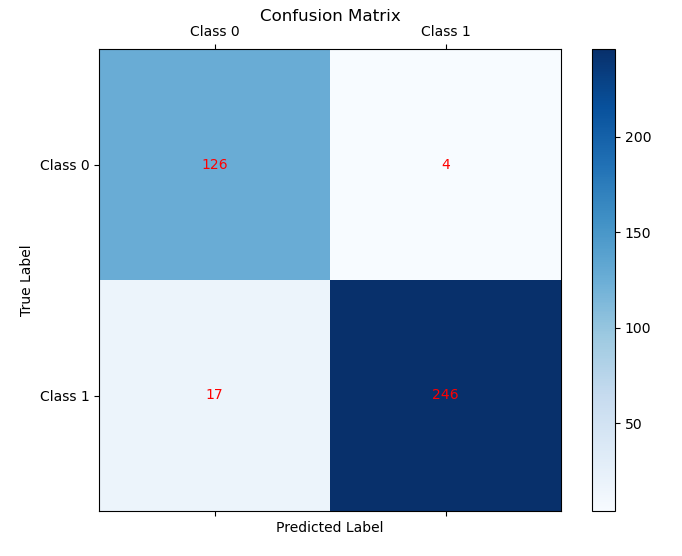 Confusion Matrix
Class 0 Class 1
Class 0 126 4 200
150
True Label
100
Class 1 17 246
50
Predicted Label